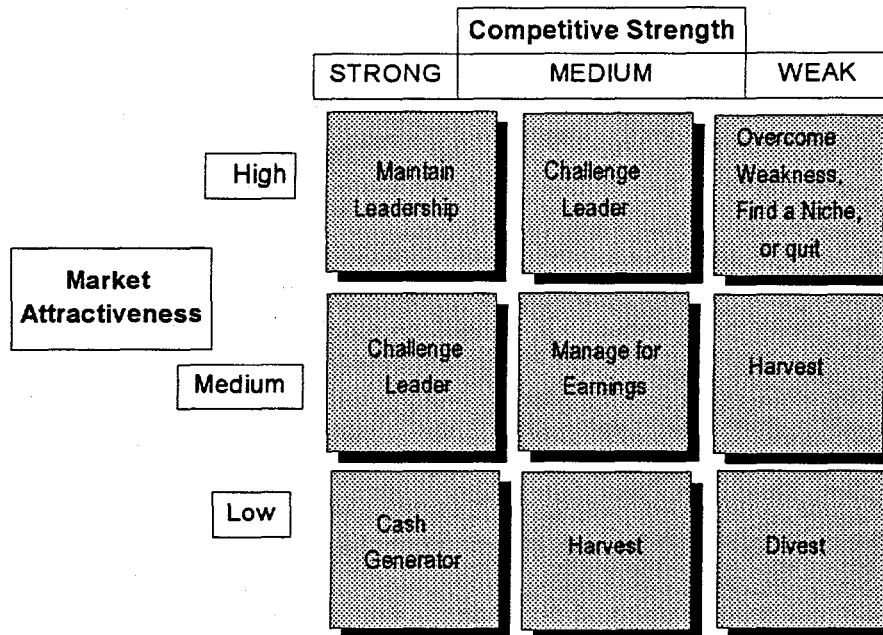 Competitive Strength
STRONG MEDIUM WEAK
High
Maintain
Leadership
Challenge
Leader
Overcome
Weakness,
Find a Niche,
or quit
Market
Attractiveness
Medium
Challenge
Leader
Manage for
Earnings
Harvest
Low
Cash
Generator
Harvest
Divest